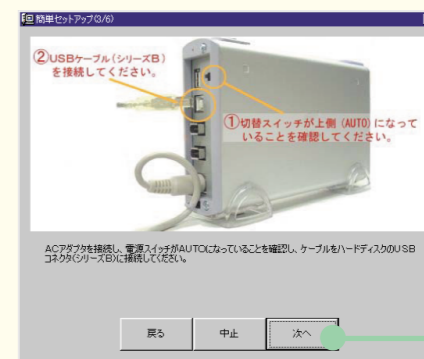 簡単セットアップ(3/6)
②USBケーブル(シリーズB)
を接続してください。
①切替スイッチが上側(AUTO)になって
いることを確認してください。
ACアダプタを接続し、電源スイッチがAUTOになっていることを確認し、ケーブルをハードディスクのUSB
コネクタ(シリーズB)に接続してください。
戻る
中止
次へ